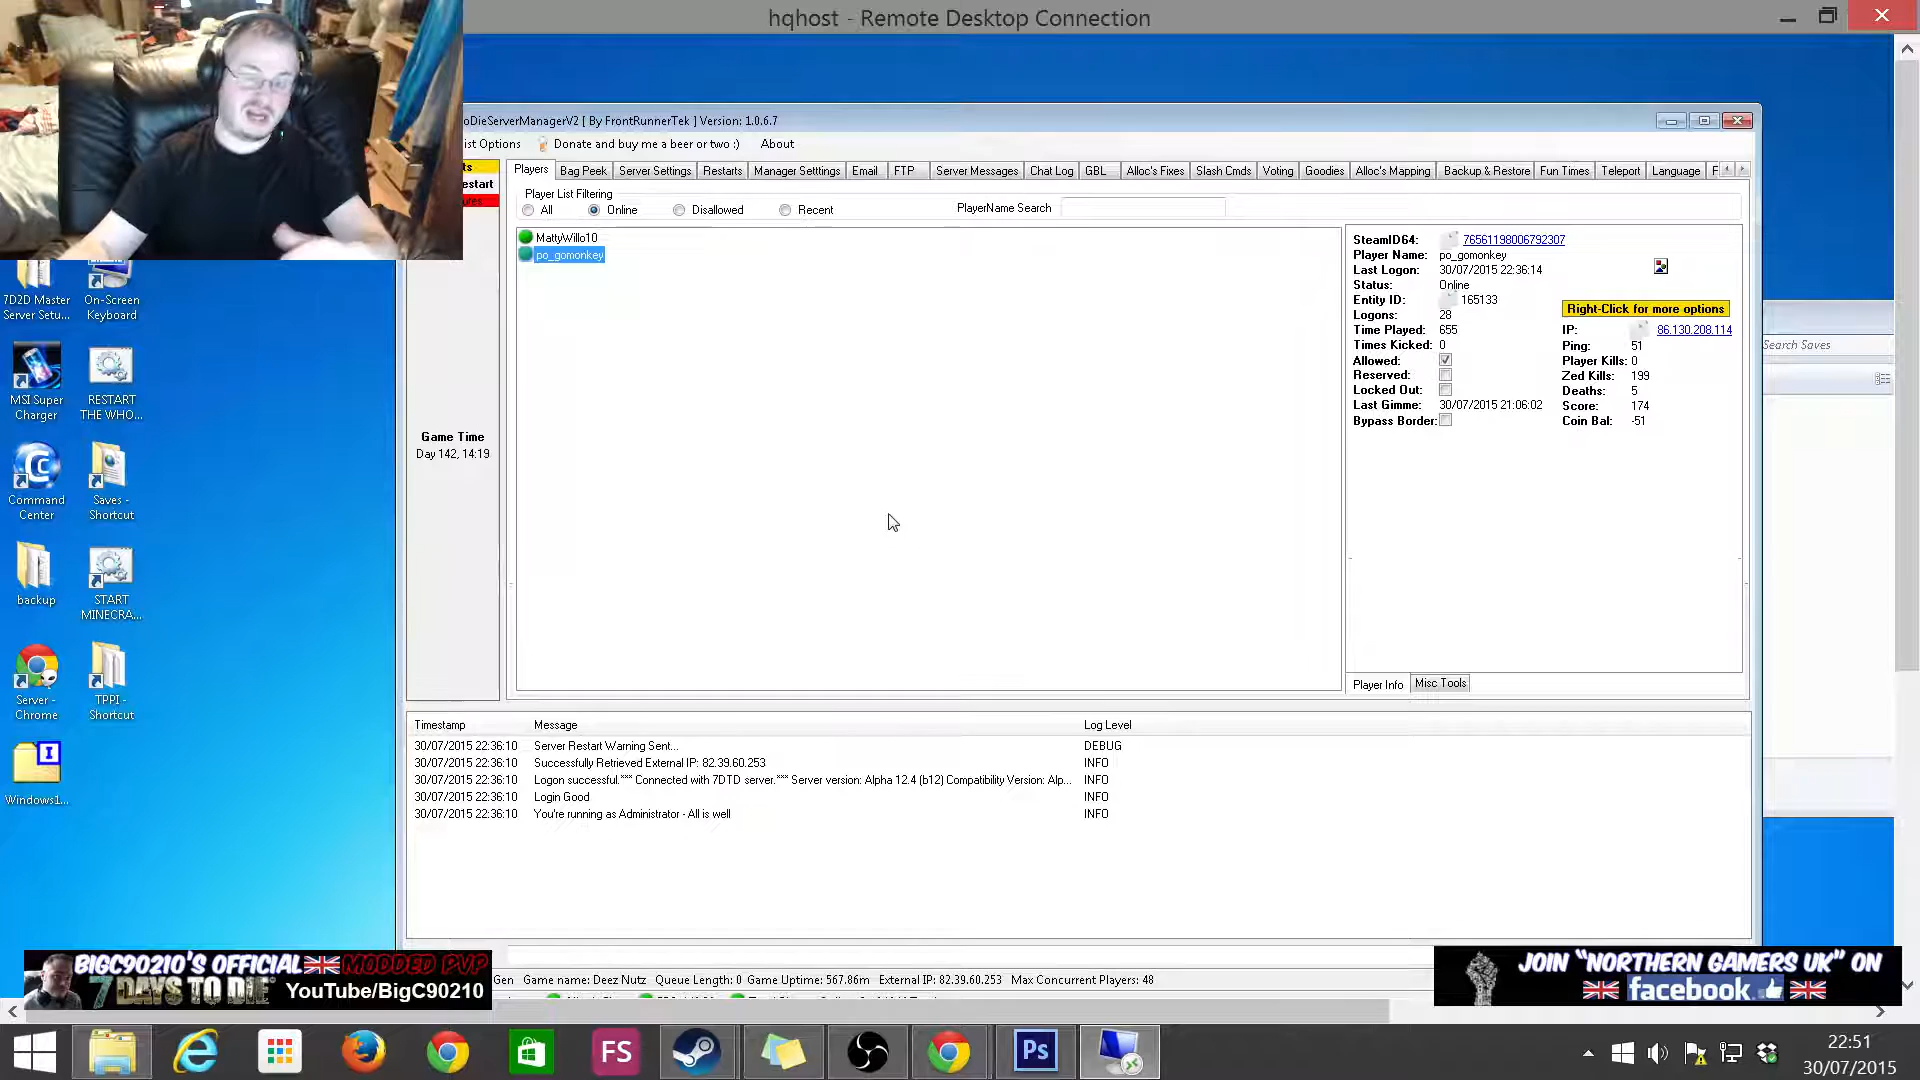 hqhost - Remote Desktop Connection
oDieServerManagerV2 [ By FrontRunnerTek ] Version: 1.0.6.7
ist Options Donate and buy me a beer or two :) About
Players Bag Peek Server Settings Restarts Manager Setttings Email FTP Server Messages Chat Log GBL Alloc's Fixes Slash Cmds Voting Goodies Alloc's Mapping Backup & Restore Fun Times Teleport Language F
ts
estart
ures
Player List Filtering
All Online Disallowed Recent PlayerName Search
MattyWillo10
po_gomonkey
SteamID64: 76561198006792307
Player Name: po_gomonkey
Last Logon: 30/07/2015 22:36:14
Status: Online
Entity ID: 165133
Logons: 28
Time Played: 655
Times Kicked: 0
Allowed:
Reserved:
Locked Out:
Last Gimme: 30/07/2015 21:06:02
Bypass Border:
Right-Click for more options
IP: 86.130.208.114
Ping: 51
Player Kills: 0
Zed Kills: 199
Deaths: 5
Score: 174
Coin Bal: -51
Search Saves
Player Info Misc Tools
Game Time
Day 142, 14:19
7D2D Master Server Setu...
On-Screen Keyboard
MSI Super Charger
RESTART THE WHO...
Command Center
Saves - Shortcut
backup
START MINECRA...
Server - Chrome
TPPI - Shortcut
Windows1...
Timestamp Message Log Level
30/07/2015 22:36:10 Server Restart Warning Sent... DEBUG
30/07/2015 22:36:10 Successfully Retrieved External IP: 82.39.60.253 INFO
30/07/2015 22:36:10 Logon successful.*** Connected with 7DTD server.*** Server version: Alpha 12.4 (b12) Compatibility Version: Alp... INFO
30/07/2015 22:36:10 Login Good INFO
30/07/2015 22:36:10 You're running as Administrator - All is well INFO
Gen Game name: Deez Nutz Queue Length: 0 Game Uptime: 567.86m External IP: 82.39.60.253 Max Concurrent Players: 48
BIGC90210'S OFFICIAL MODDED PVP
7 DAYS TO DIE YouTube/BigC90210
JOIN "NORTHERN GAMERS UK" ON
facebook
FS
Ps
22:51
30/07/2015